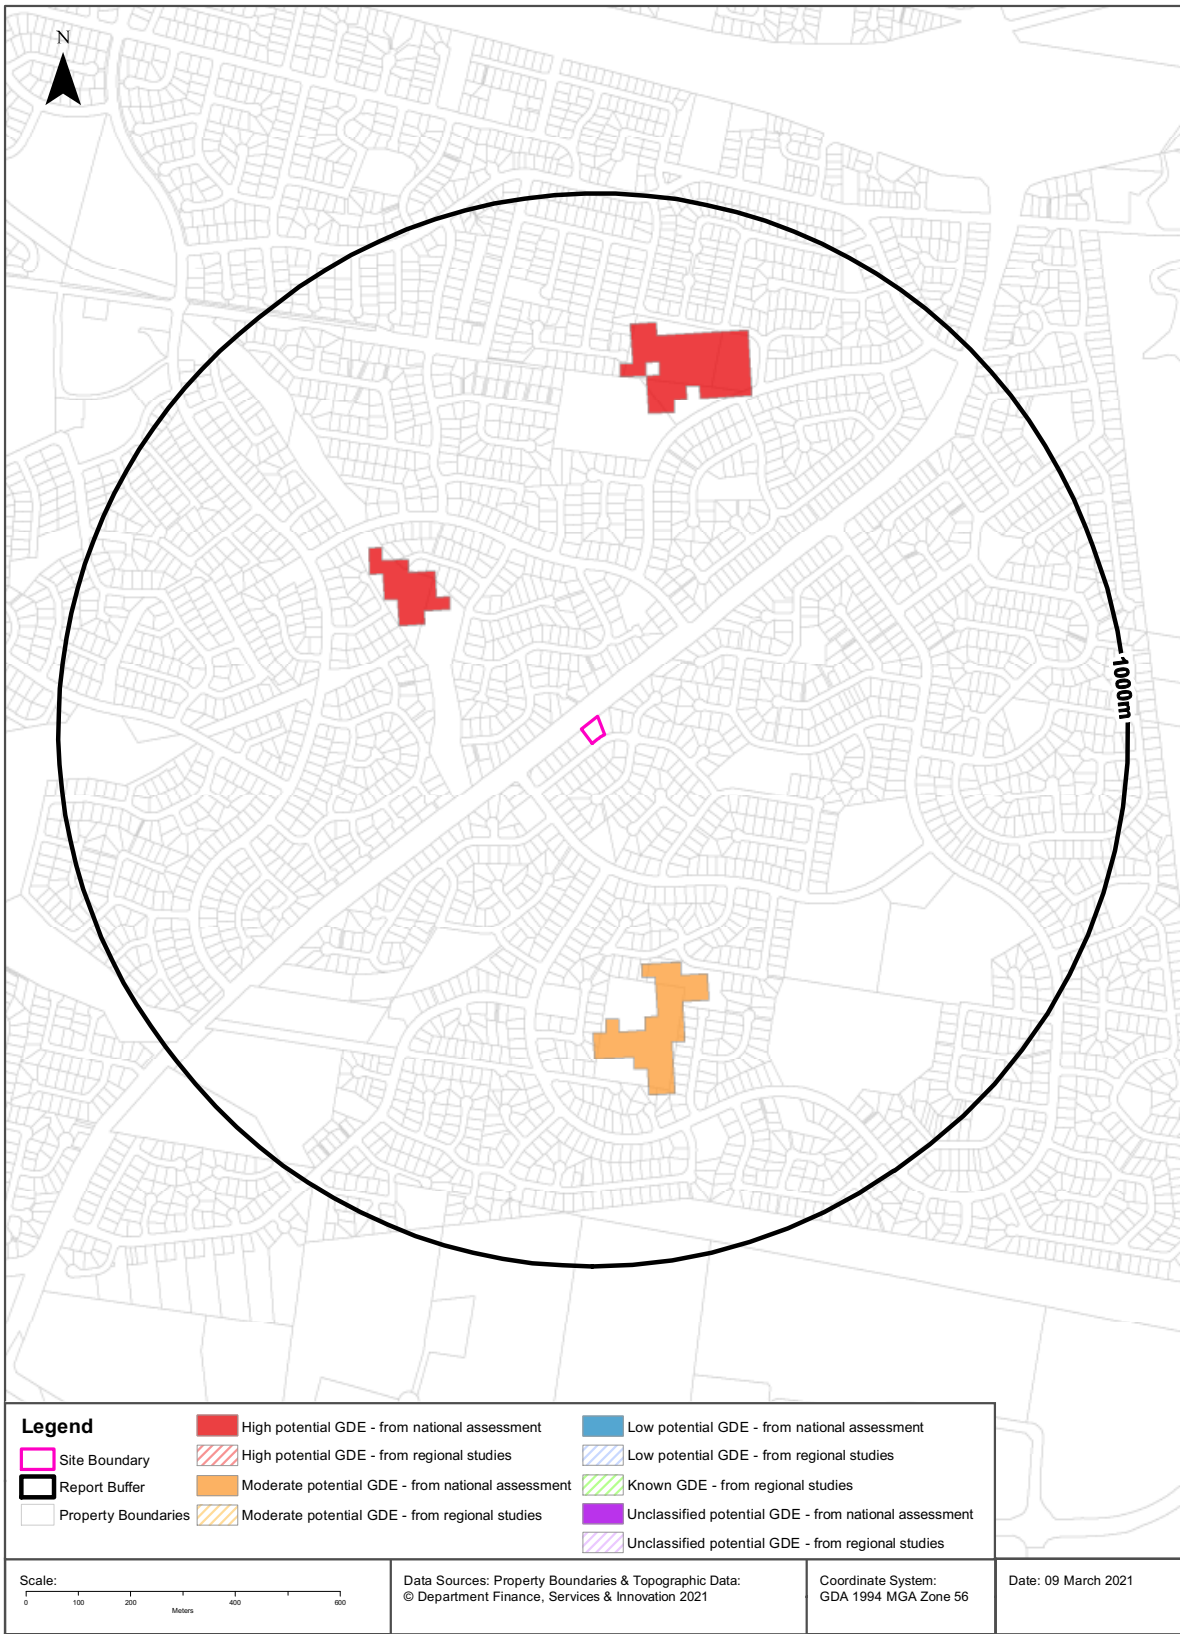 N
1000m
Legend
Site Boundary
Report Buffer
Property Boundaries
High potential GDE - from national assessment
High potential GDE - from regional studies
Moderate potential GDE - from national assessment
Moderate potential GDE - from regional studies
Low potential GDE - from national assessment
Low potential GDE - from regional studies
Known GDE - from regional studies
Unclassified potential GDE - from national assessment
Unclassified potential GDE - from regional studies
Scale:
0 100 200 400 600
Meters
Data Sources: Property Boundaries & Topographic Data:
© Department Finance, Services & Innovation 2021
Coordinate System:
GDA 1994 MGA Zone 56
Date: 09 March 2021